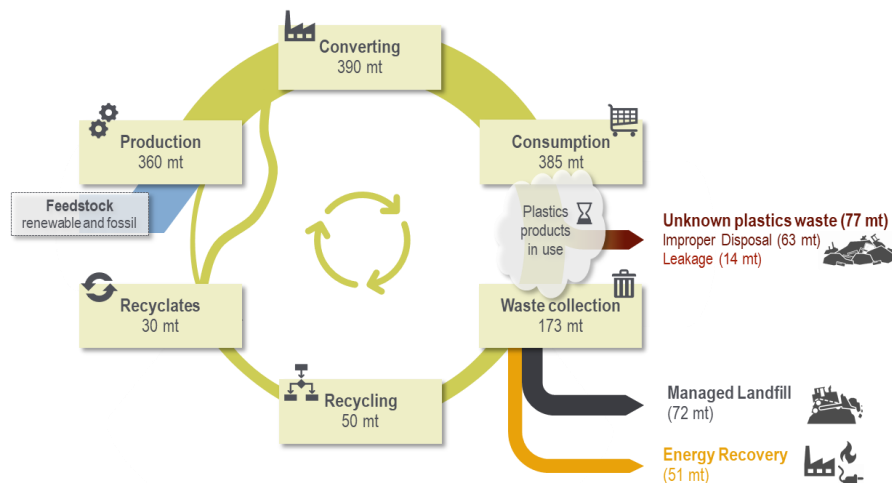 Converting
390 mt
Production
360 mt
Consumption
385 mt
Feedstock
renewable and fossil
Plastics
products
in use
Unknown plastics waste (77 mt)
Improper Disposal (63 mt)
Leakage (14 mt)
Recyclates
30 mt
Waste collection
173 mt
Recycling
50 mt
Managed Landfill
(72 mt)
Energy Recovery
(51 mt)